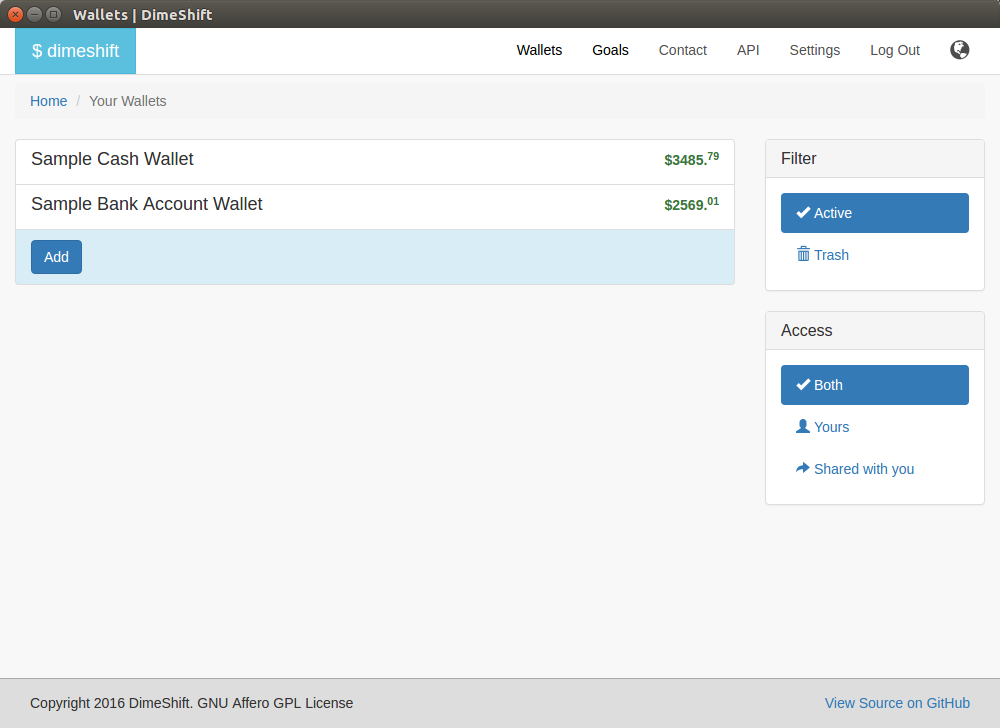 Wallets | DimeShift
$ dimeshift
Wallets Goals Contact API Settings Log Out
Home / Your Wallets
Sample Cash Wallet $3485.79
Sample Bank Account Wallet $2569.01
Add
Filter
Active
Trash
Access
Both
Yours
Shared with you
Copyright 2016 DimeShift. GNU Affero GPL License View Source on GitHub